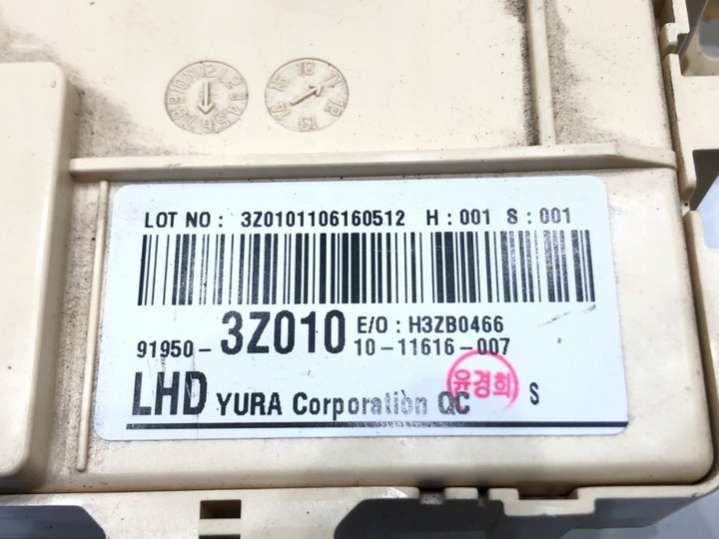 LOT NO : 3Z0101106160512 H : 001 S : 001
E/O : H3ZB0466
91950- 3Z010 10-11616-007
LHD YURA Corporation QC S
윤경희